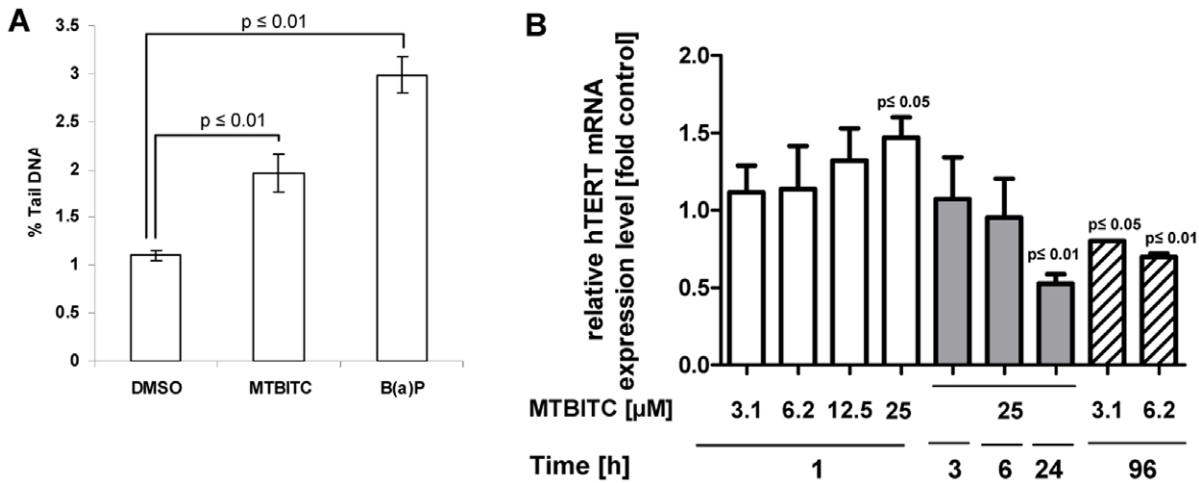 A
3.5
3
2.5
2
1.5
1
0.5
0
% Tail DNA
p ≤ 0.01
p ≤ 0.01
DMSO MTBITC B(a)P
B
2.0
1.5
1.0
0.5
0.0
relative hTERT mRNA
expression level [fold control]
p≤ 0.05
p≤ 0.01
p≤ 0.05
p≤ 0.01
MTBITC [µM] 3.1 6.2 12.5 25 25 3.1 6.2
Time [h] 1 3 6 24 96